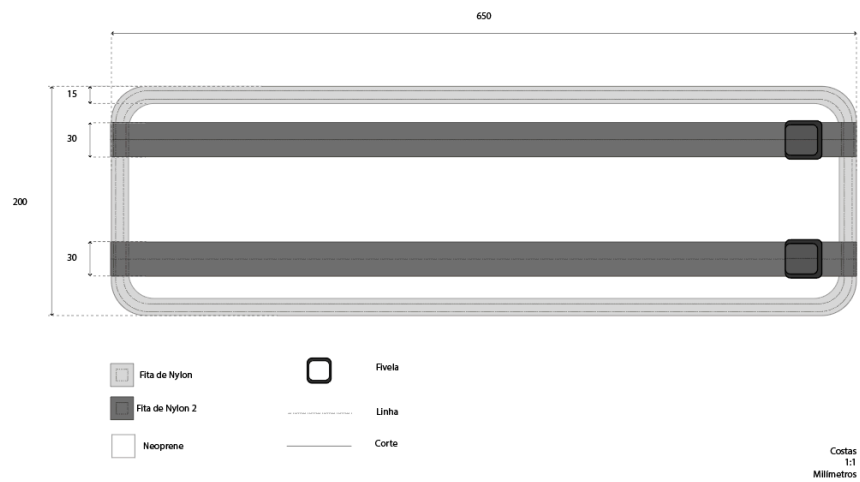 650
15
30
200
30
Fita de Nylon
Fivela
Fita de Nylon 2
Linha
Neoprene
Corte
Costas
1:1
Milímetros